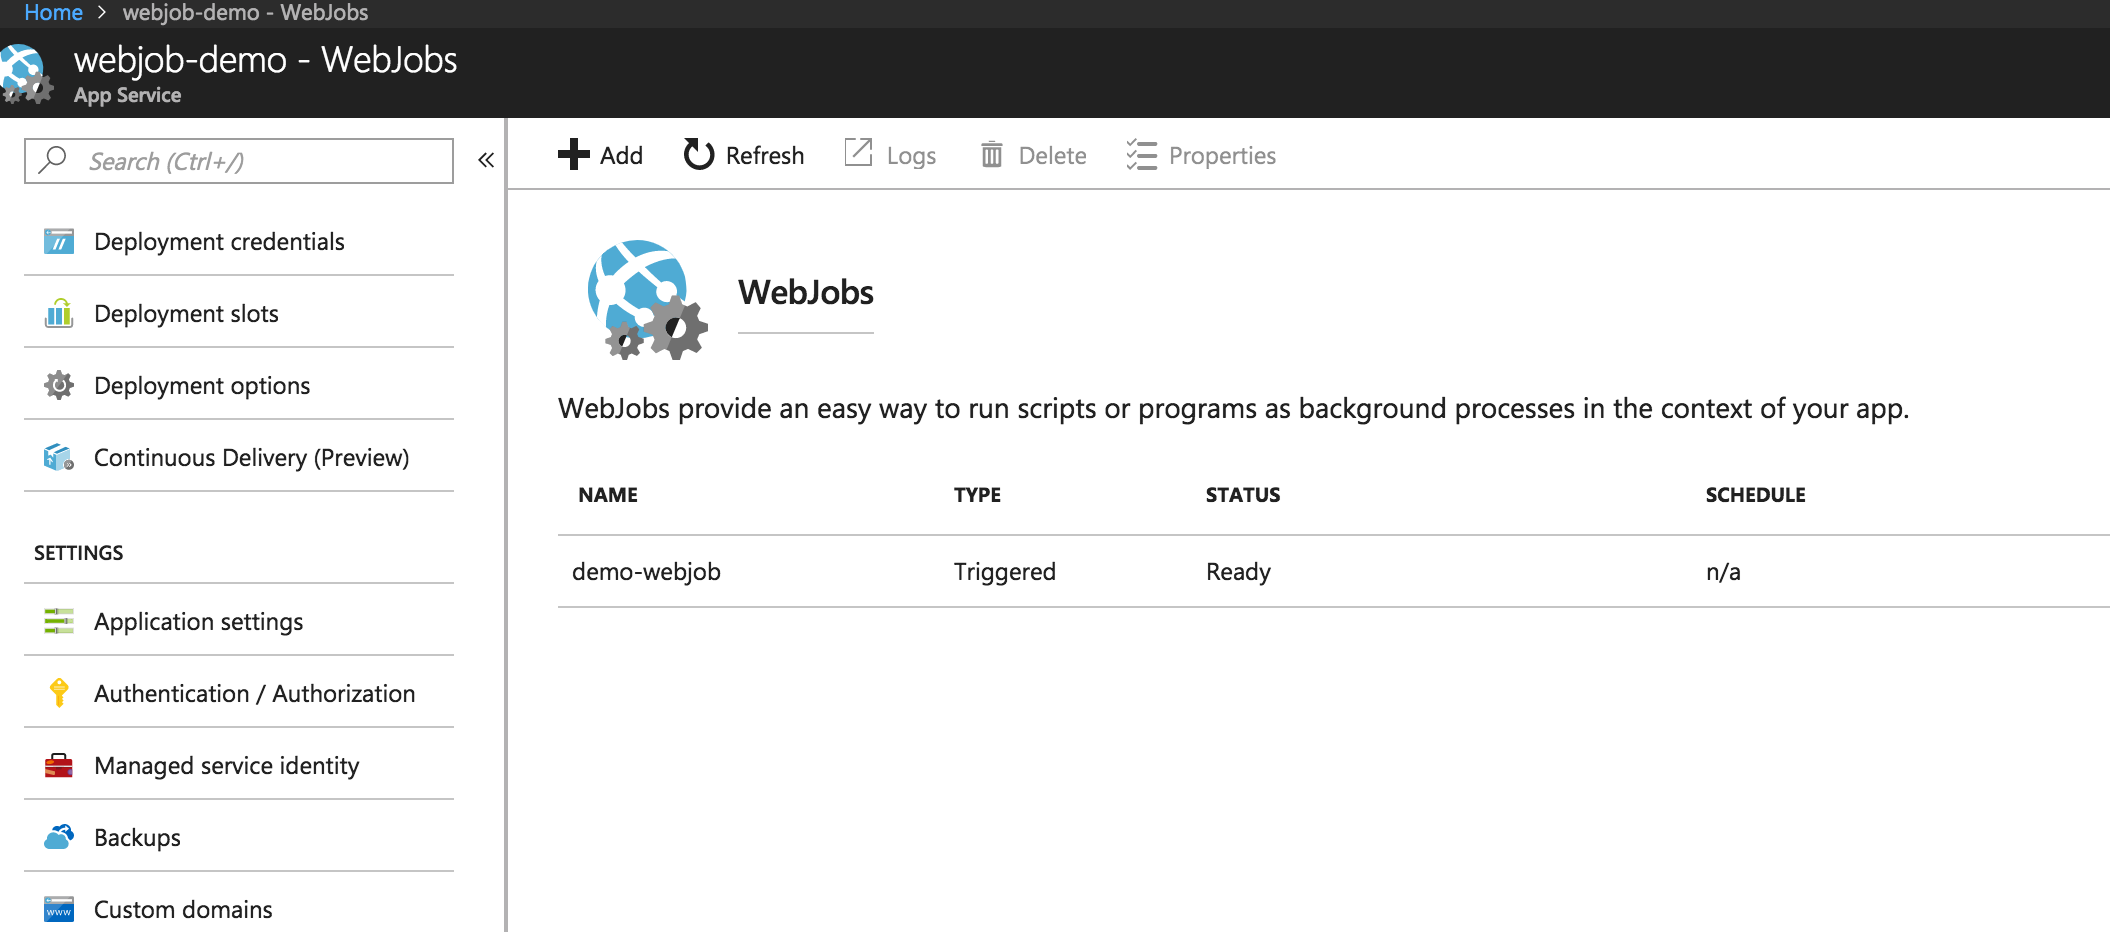 Home > webjob-demo - WebJobs
webjob-demo - WebJobs
App Service
Search (Ctrl+/)
«
Deployment credentials
Deployment slots
Deployment options
Continuous Delivery (Preview)
SETTINGS
Application settings
Authentication / Authorization
Managed service identity
Backups
www
Custom domains
Add Refresh Logs Delete Properties
WebJobs
WebJobs provide an easy way to run scripts or programs as background processes in the context of your app.
NAME TYPE STATUS SCHEDULE
demo-webjob Triggered Ready n/a